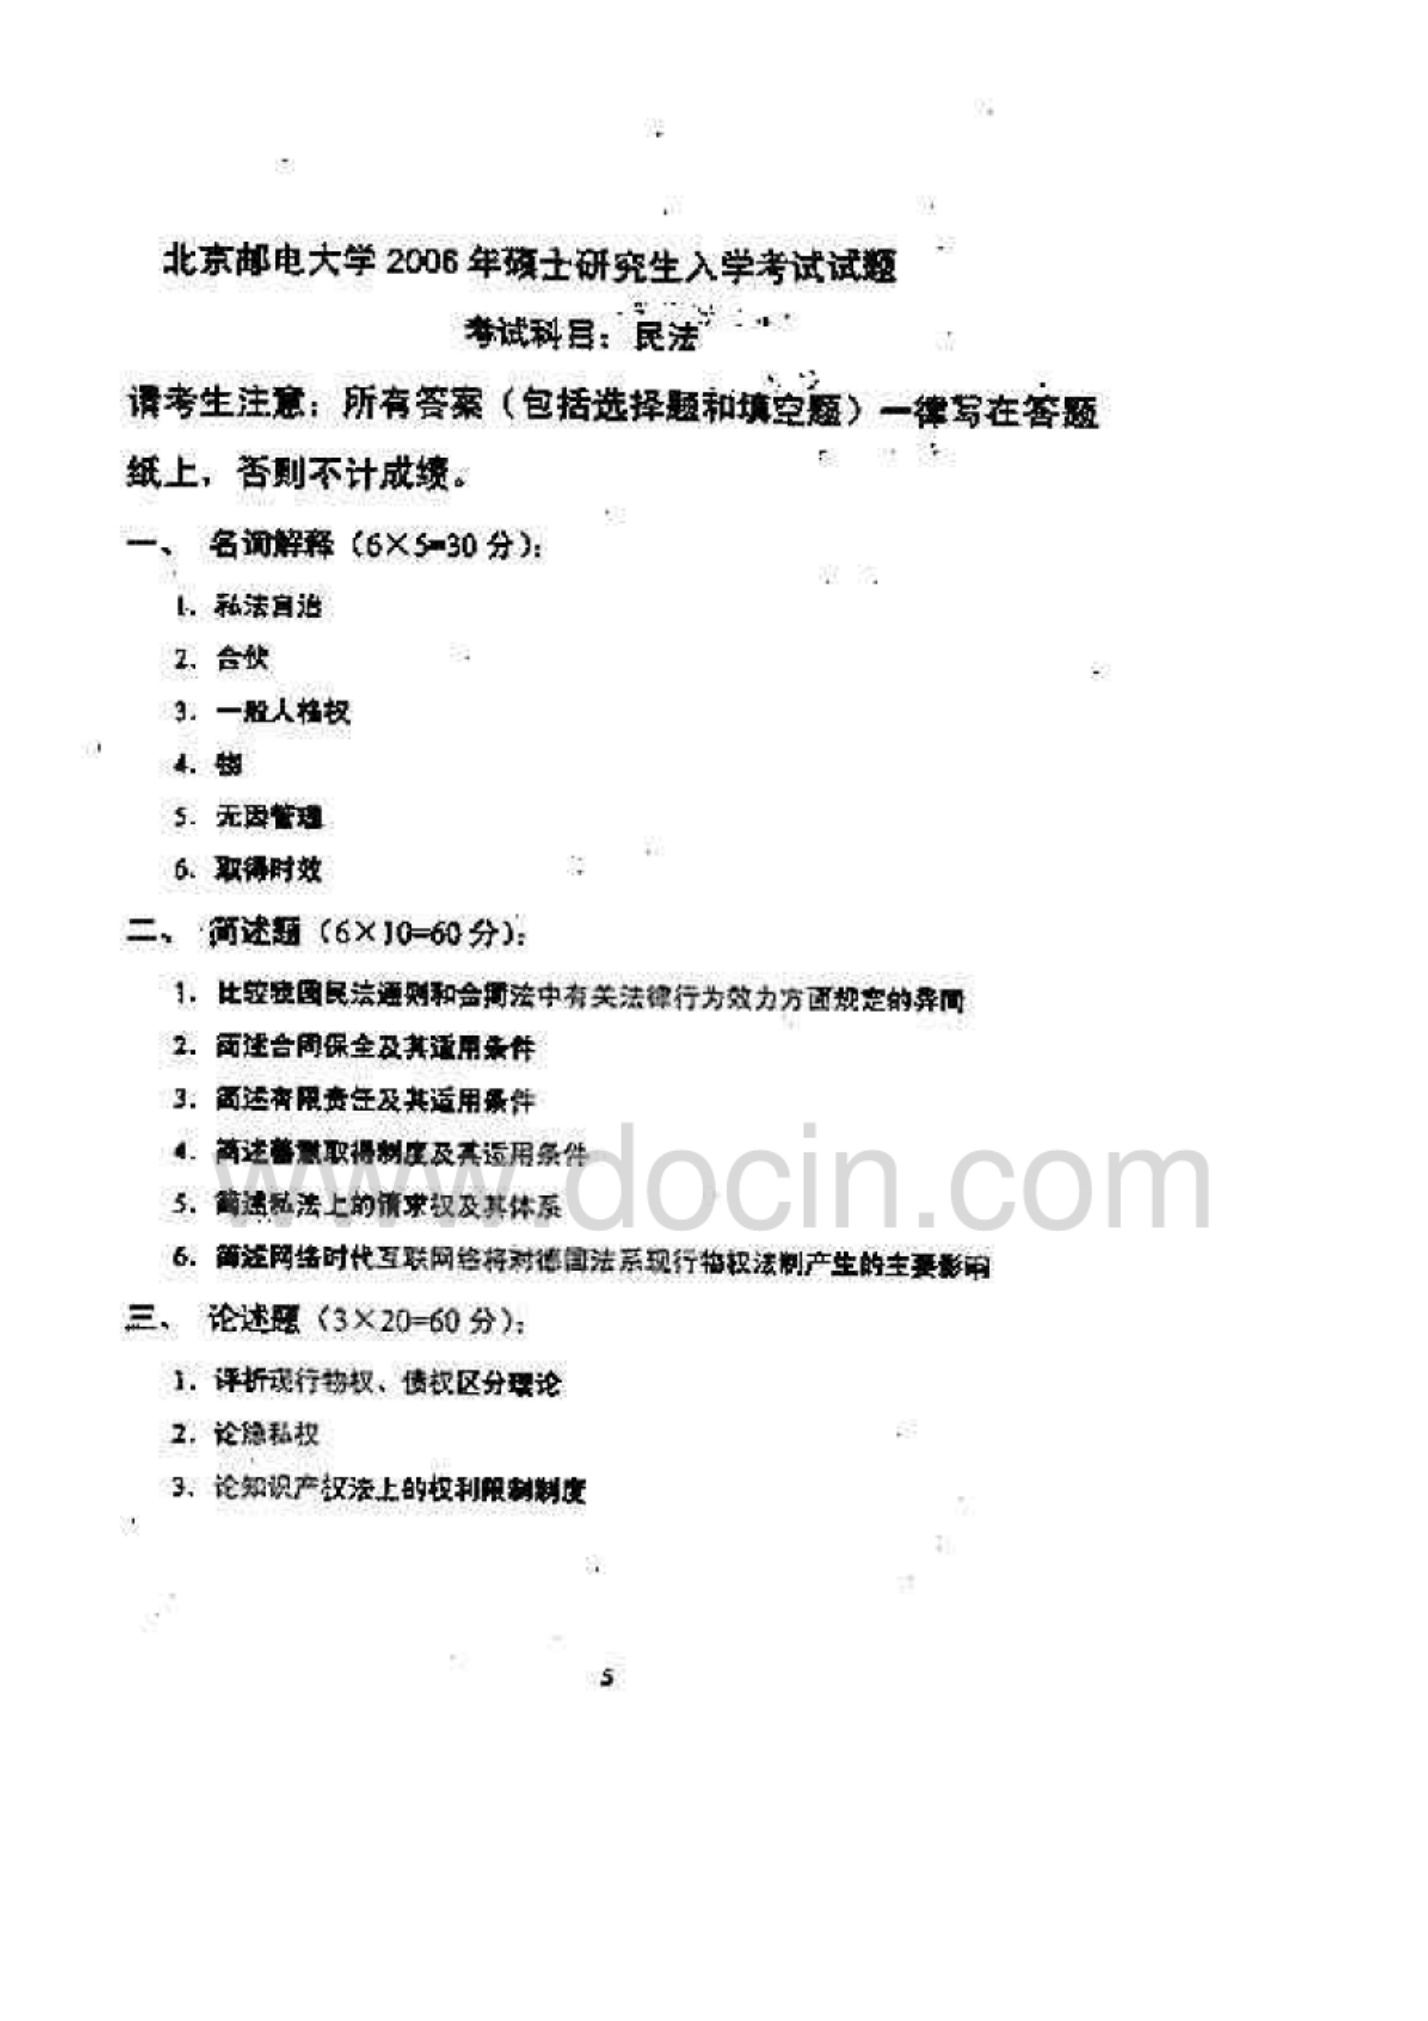 北京邮电大学 2006 年硕士研究生入学考试试题
考试科目：民法
请考生注意：所有答案（包括选择题和填空题）一律写在答题
纸上，否则不计成绩。
一、 名词解释（6×5=30 分）：
1. 私法自治
2. 合伙
3. 一般人格权
4. 物
5. 无因管理
6. 取得时效
二、 简述题（6×10=60 分）：
1. 比较我国民法通则和合同法中有关法律行为效力方面规定的异同
2. 简述合同保全及其适用条件
3. 简述有限责任及其适用条件
4. 简述善意取得制度及其适用条件
www.docin.com
5. 简述私法上的请求权及其体系
6. 简述网络时代互联网络将对德国法系现行物权法制产生的主要影响
三、 论述题（3×20=60 分）：
1. 评析现行物权、债权区分理论
2. 论隐私权
3. 论知识产权法上的权利限制制度
5